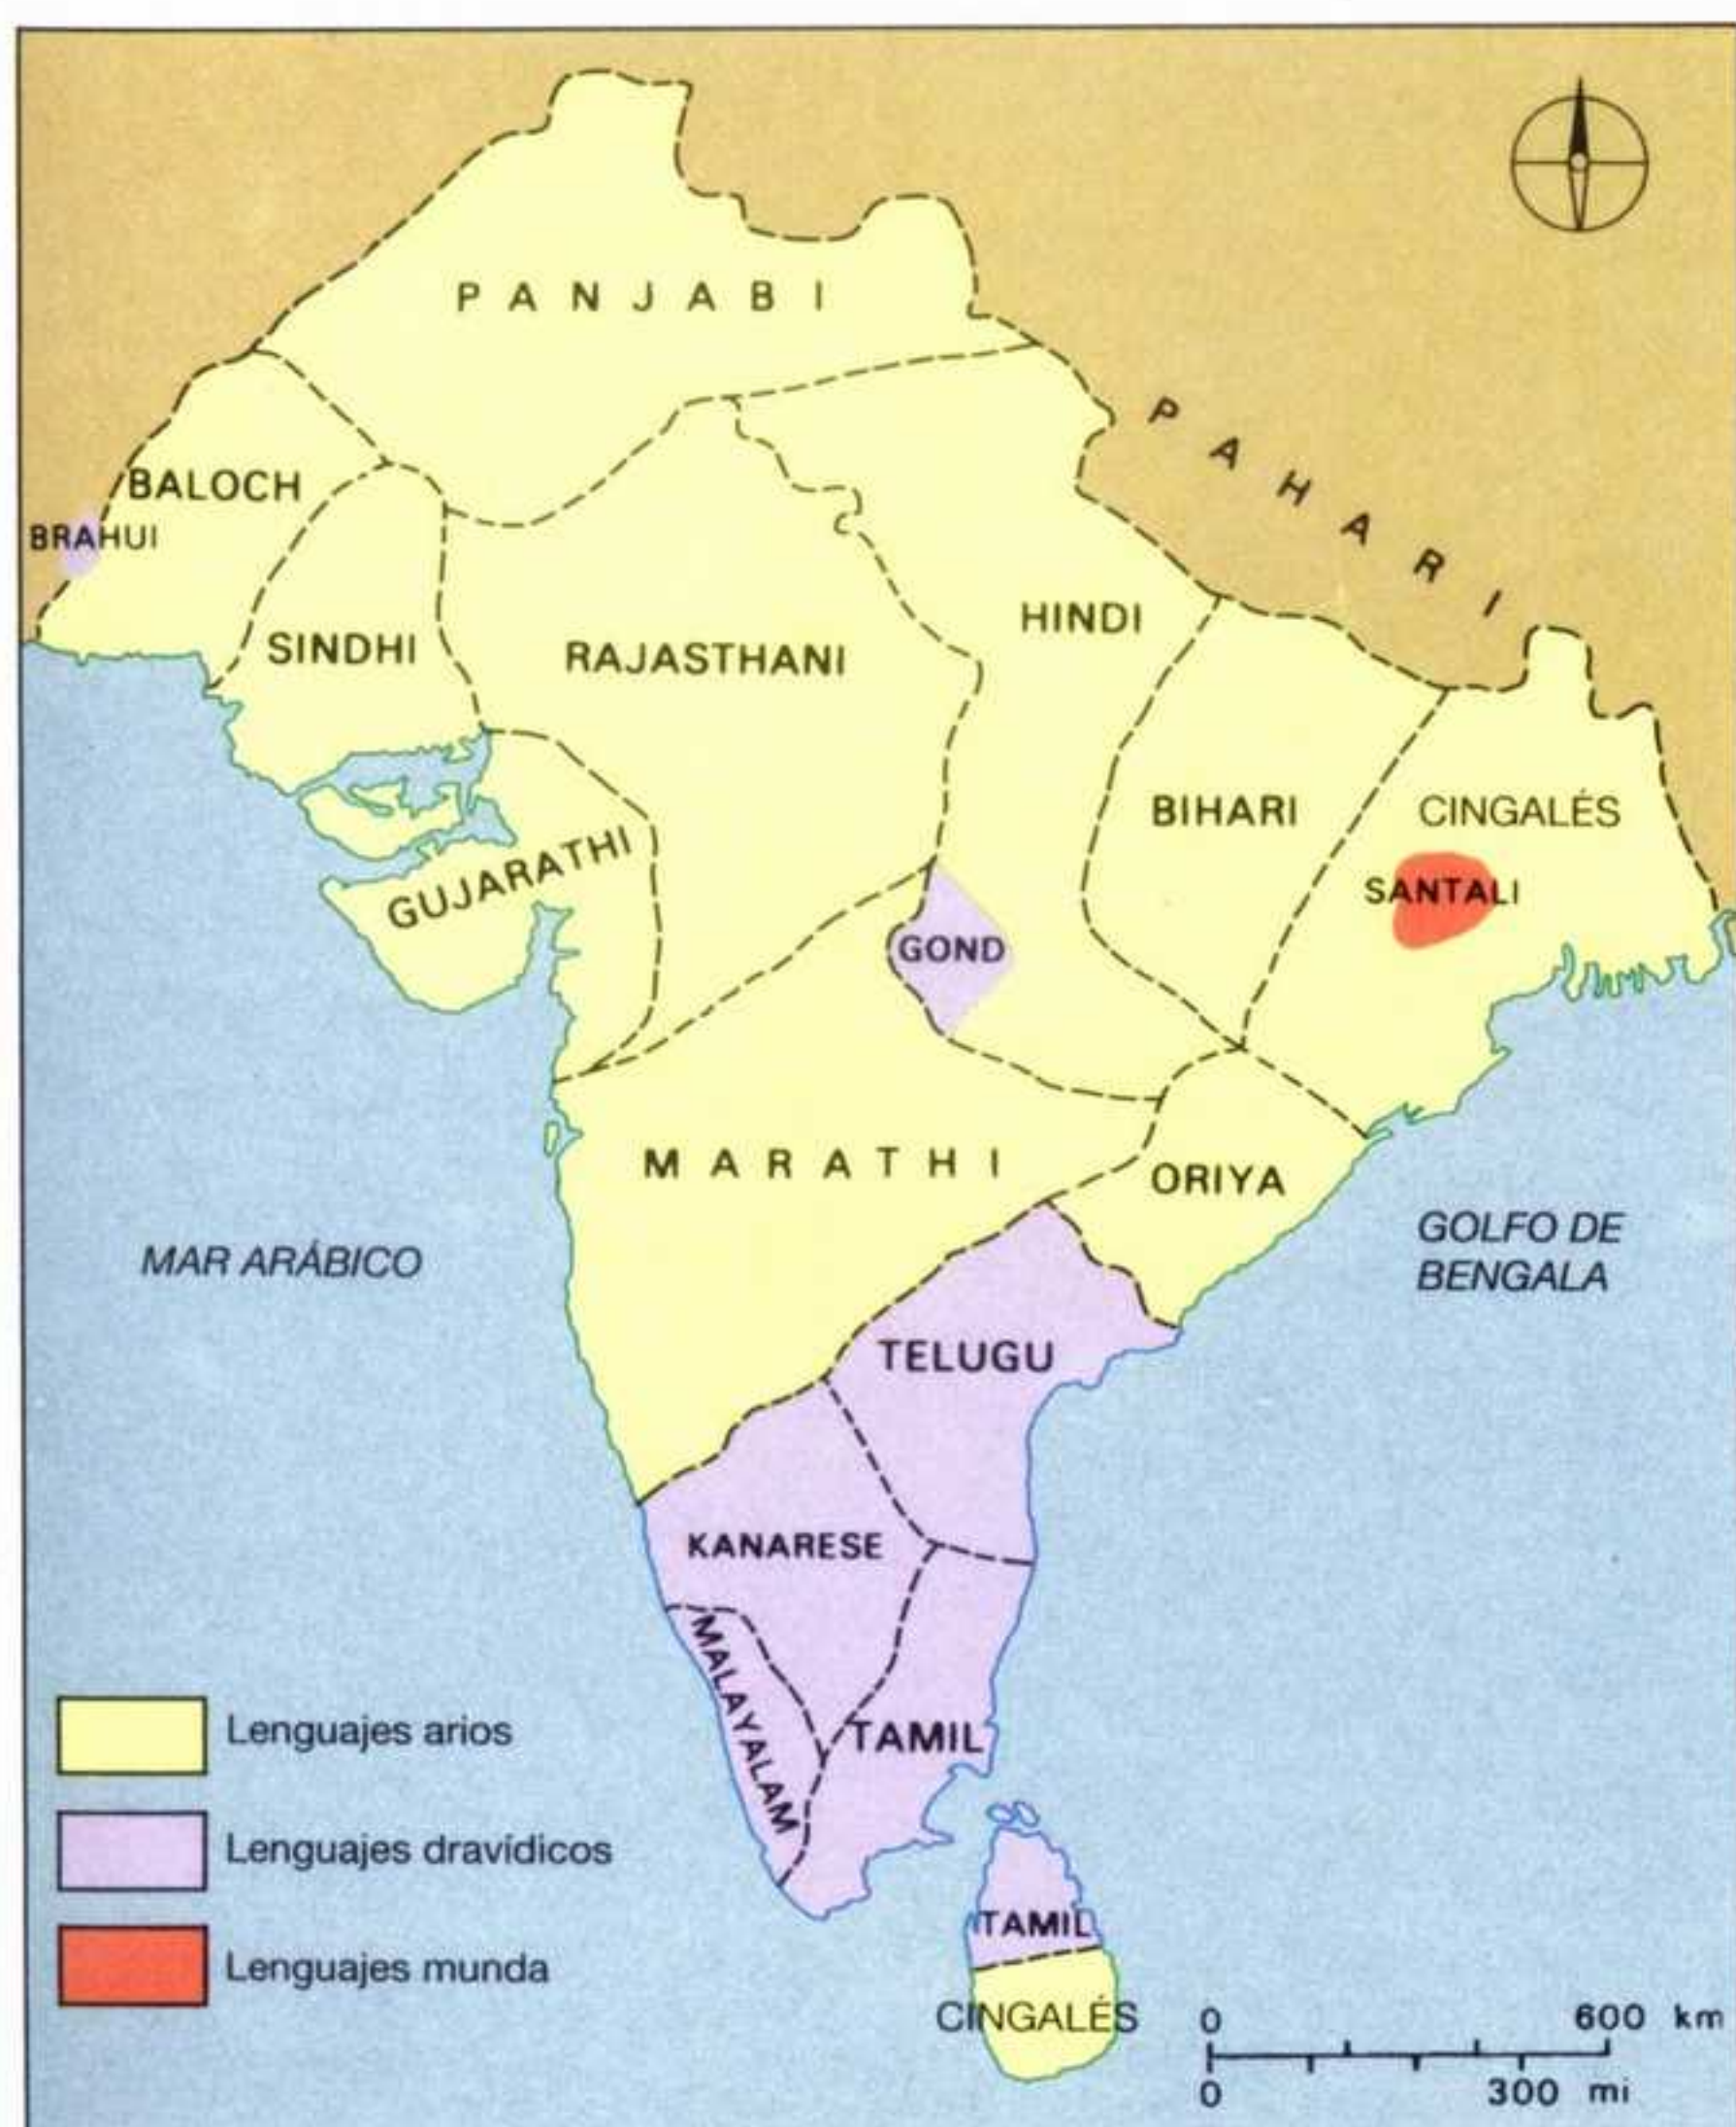 PANJABI
PAHARI
BALOCH
BRAHUI
SINDHI
RAJASTHANI
HINDI
BIHARI
CINGALÉS
SANTALI
GUJARATHI
GOND
MARATHI
ORIYA
MAR ARÁBICO
GOLFO DE
BENGALA
TELUGU
KANARESE
MALAYALAM
TAMIL
TAMIL
CINGALÉS
Lenguajes arios
Lenguajes dravídicos
Lenguajes munda
0 600 km
0 300 mi